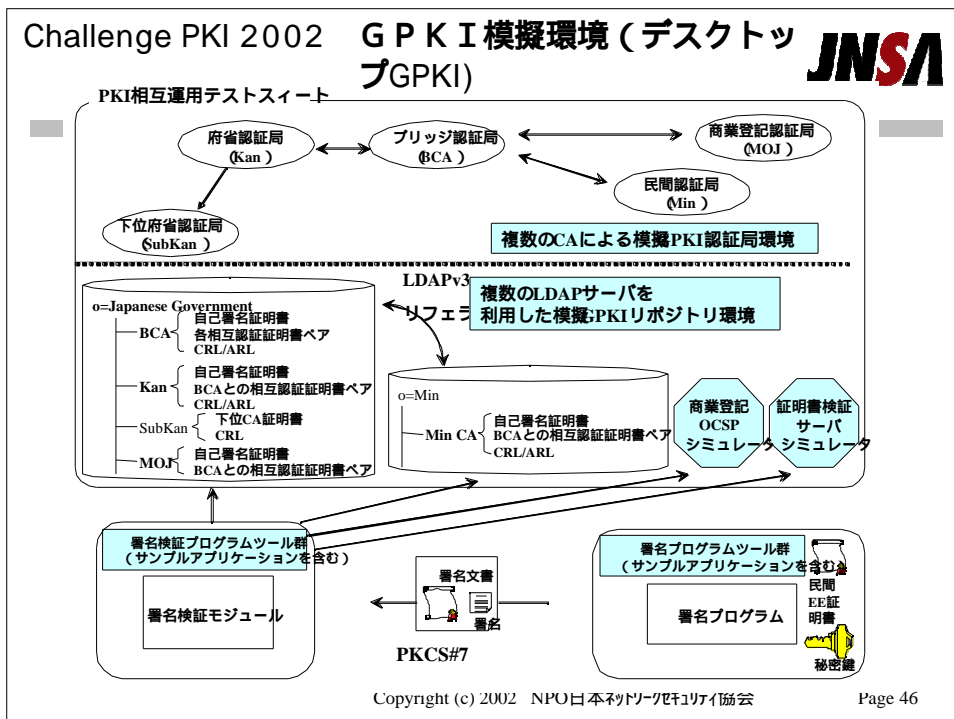 Challenge PKI 2002 ＧＰＫＩ模擬環境（デスクトッ
プGPKI)
JNSA
PKI相互運用テストスィート
府省認証局
(Kan )
ブリッジ認証局
(BCA )
商業登記認証局
(MOJ )
民間認証局
(Min )
下位府省認証局
(SubKan )
複数のCAによる模擬PKI認証局環境
LDAPv3
リフェラ
複数のLDAPサーバを
利用した模擬GPKIリポジトリ環境
o=Japanese Government
BCA
自己署名証明書
各相互認証証明書ペア
CRL/ARL
Kan
自己署名証明書
BCAとの相互認証証明書ペア
CRL/ARL
SubKan
下位CA証明書
CRL
MOJ
自己署名証明書
BCAとの相互認証証明書ペア
o=Min
Min CA
自己署名証明書
BCAとの相互認証証明書ペア
CRL/ARL
商業登記
OCSP
シミュレータ
証明書検証
サーバ
シミュレータ
署名検証プログラムツール群
（サンプルアプリケーションを含む）
署名検証モジュール
署名文書
署名
PKCS#7
署名プログラムツール群
（サンプルアプリケーションを含む
署名プログラム
民間
EE証
明書
秘密鍵
Copyright (c) 2002 NPO日本ﾈｯﾄﾜｰｸｾｷｭﾘﾃｨ協会
Page 46